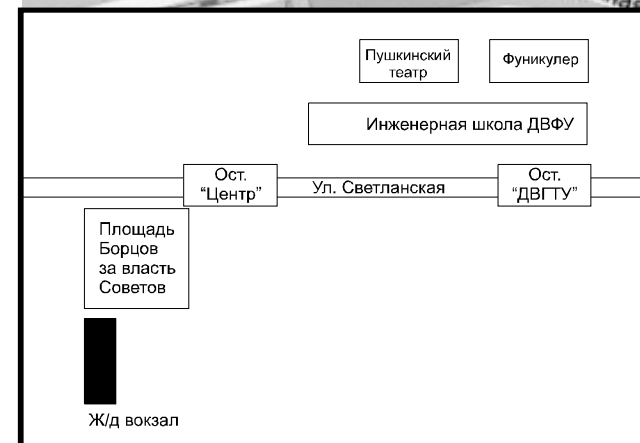 Пушкинский
театр
Фуникулер
Инженерная школа ДВФУ
Ост.
“Центр”
Ул. Светланская
Ост.
“ДВГТУ”
Площадь
Борцов
за власть
Советов
Ж/д вокзал